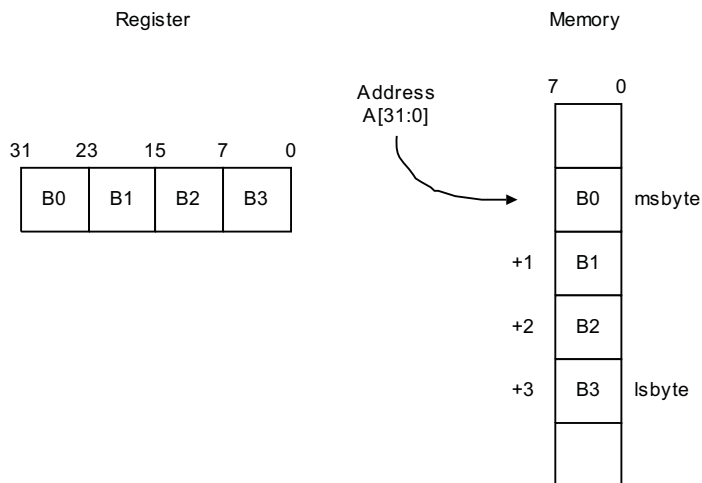 Register Memory
7 0
Address
A[31:0]
31 23 15 7 0
B0 B1 B2 B3
B0 msbyte
+1 B1
+2 B2
+3 B3 lsbyte